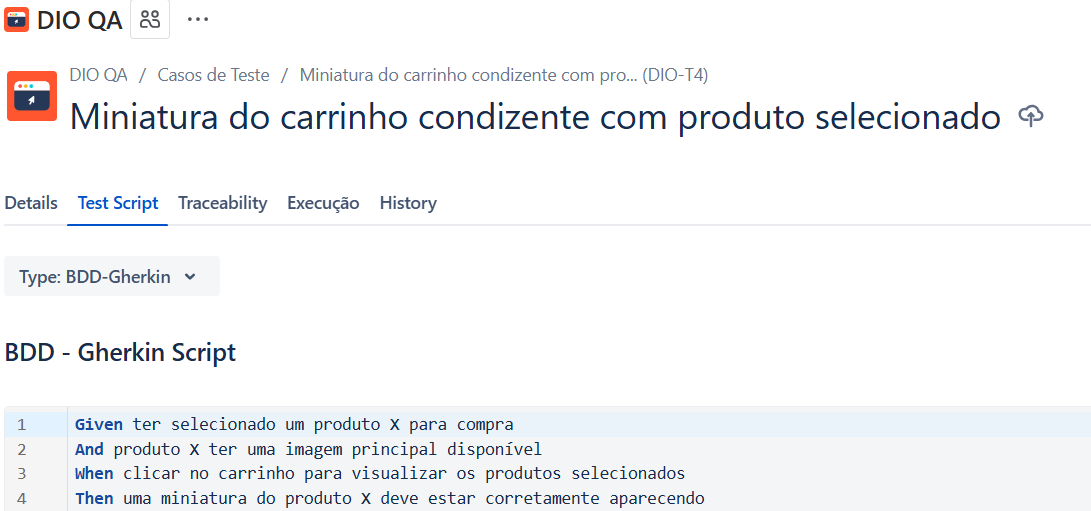 DIO QA
DIO QA / Casos de Teste / Miniatura do carrinho condizente com pro... (DIO-T4)
Miniatura do carrinho condizente com produto selecionado
Details Test Script Traceability Execução History
Type: BDD-Gherkin
BDD - Gherkin Script
1 Given ter selecionado um produto X para compra
2 And produto X ter uma imagem principal disponível
3 When clicar no carrinho para visualizar os produtos selecionados
4 Then uma miniatura do produto X deve estar corretamente aparecendo